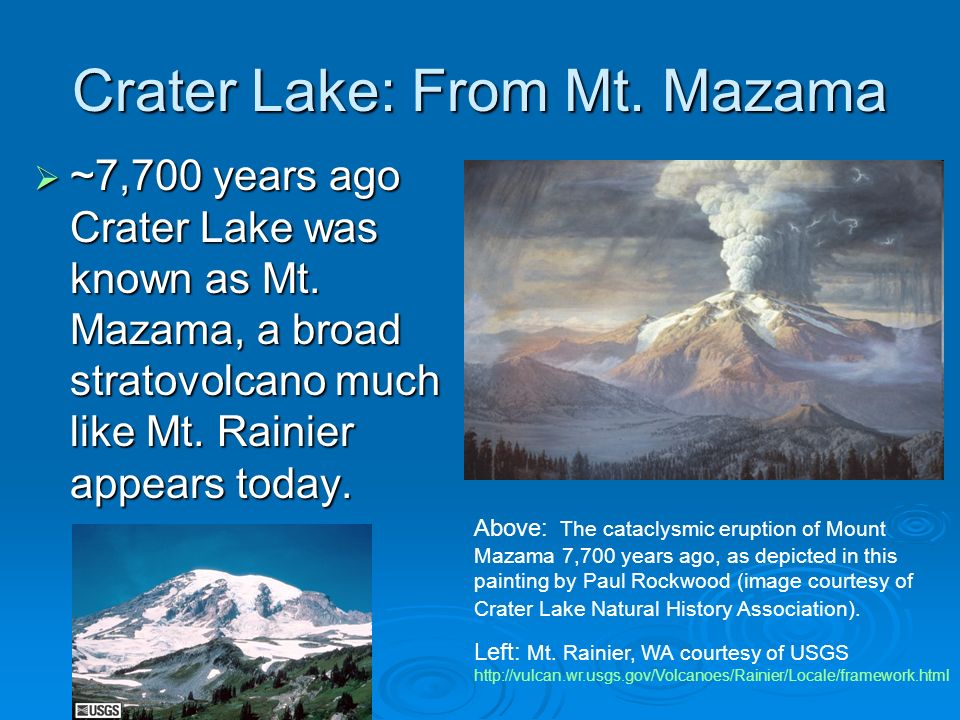 Crater Lake: From Mt. Mazama
~7,700 years ago
Crater Lake was
known as Mt.
Mazama, a broad
stratovolcano much
like Mt. Rainier
appears today.
Above: The cataclysmic eruption of Mount
Mazama 7,700 years ago, as depicted in this
painting by Paul Rockwood (image courtesy of
Crater Lake Natural History Association).
Left: Mt. Rainier, WA courtesy of USGS
http://vulcan.wr.usgs.gov/Volcanoes/Rainier/Locale/framework.html
USGS